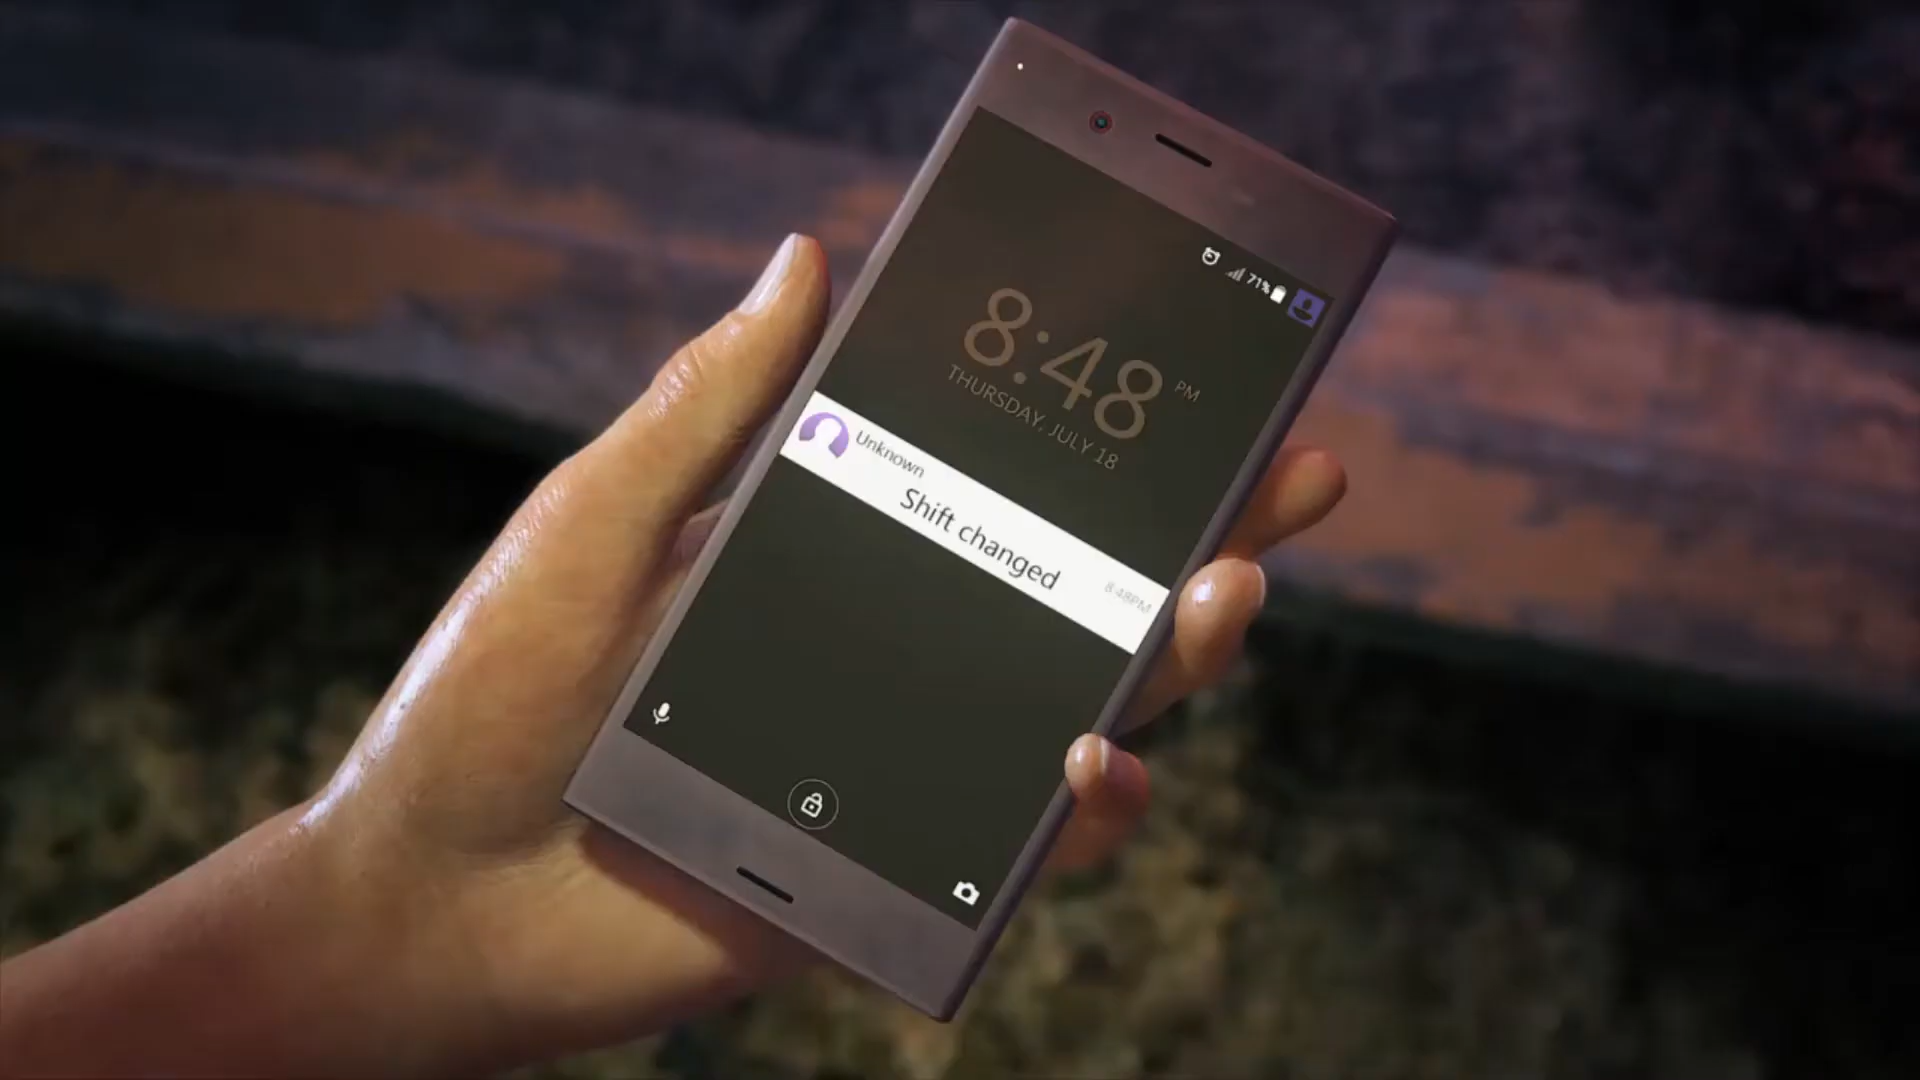 71%
8:48 PM
THURSDAY, JULY 18
Unknown
Shift changed
8:48PM